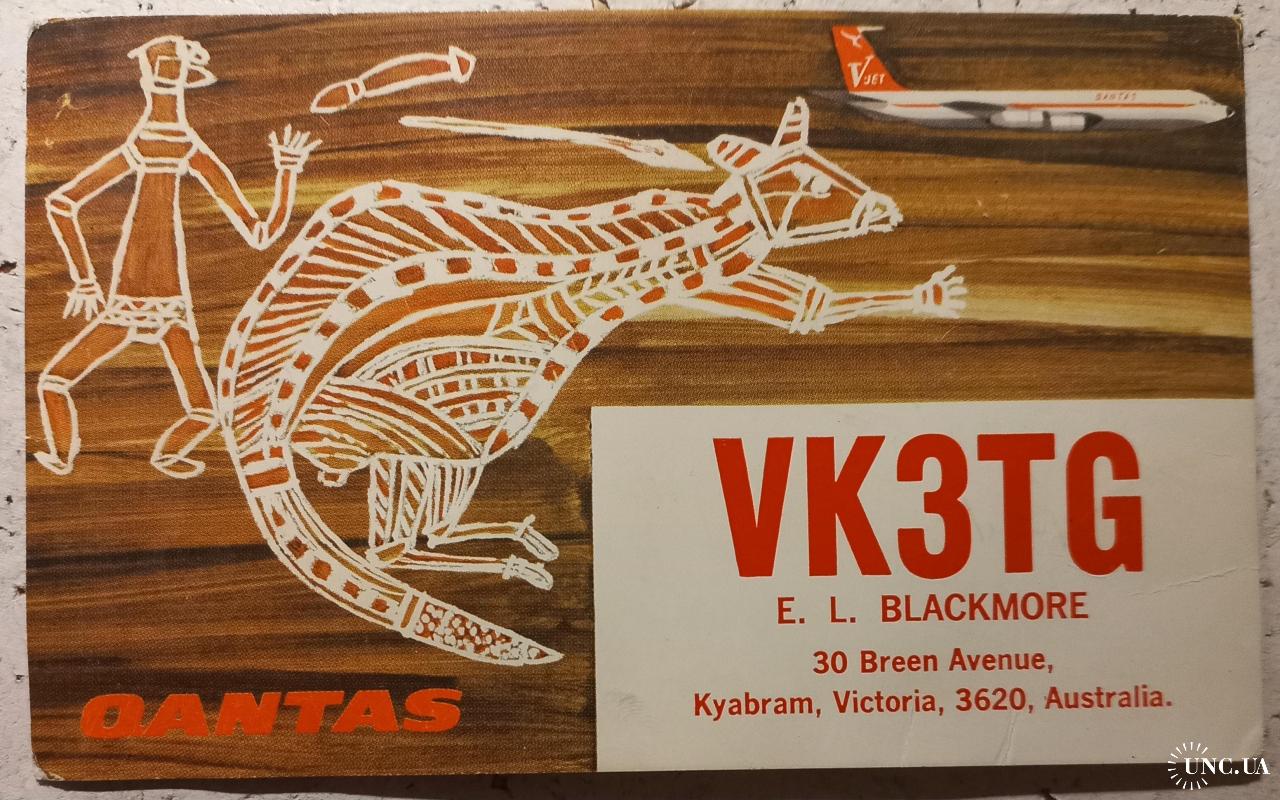 V JET
QANTAS
VK3TG
E. L. BLACKMORE
30 Breen Avenue,
Kyabram, Victoria, 3620, Australia.
QANTAS
UNC.UA